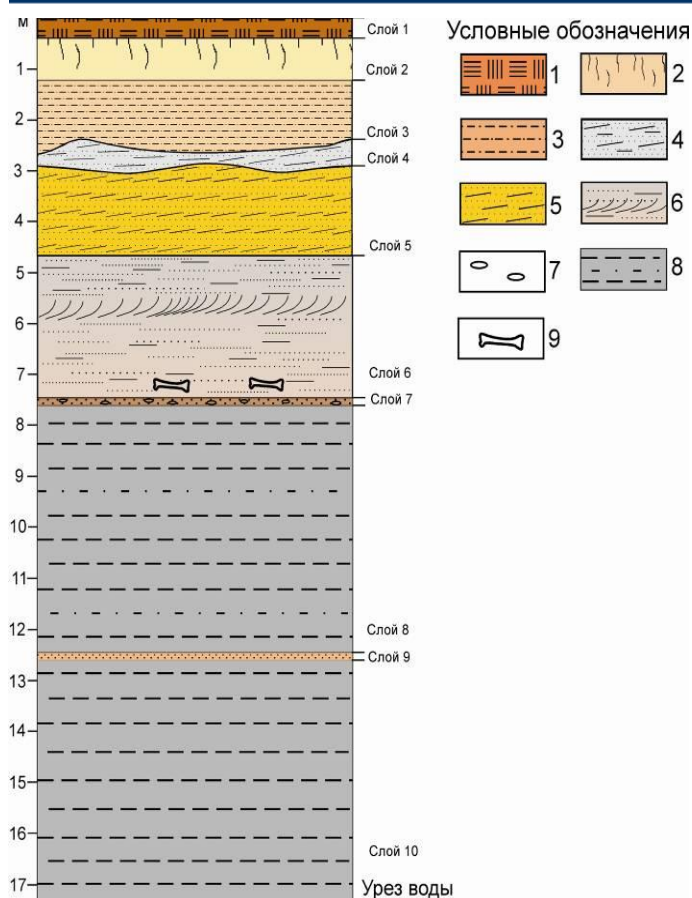 м
1
2
3
4
5
6
7
8
9
10
11
12
13
14
15
16
17
Слой 1
Слой 2
Слой 3
Слой 4
Слой 5
Слой 6
Слой 7
Слой 8
Слой 9
Слой 10
Урез воды
Условные обозначения
1
2
3
4
5
6
7
8
9